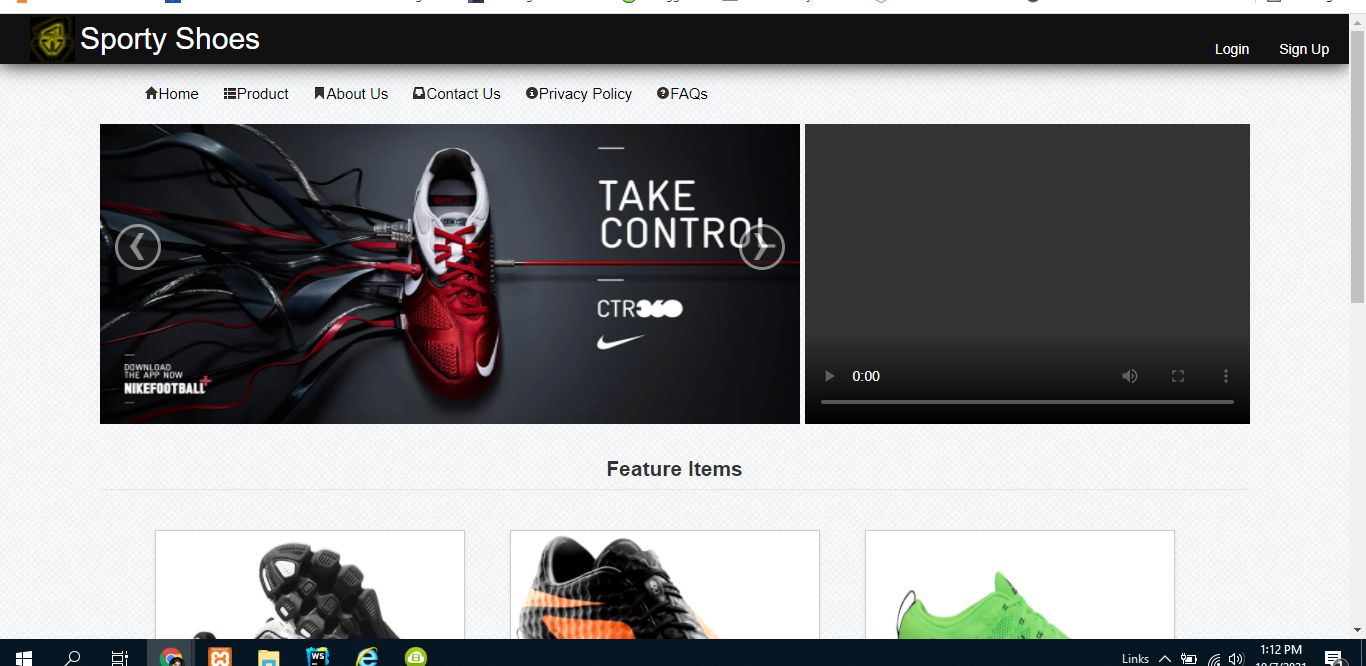 Sporty Shoes
Login Sign Up
Home Product About Us Contact Us Privacy Policy FAQs
TAKE
CONTROL
CTR360
DOWNLOAD
THE APP NOW
NIKEFOOTBALL+
0:00
Feature Items
WS
Links
1:12 PM